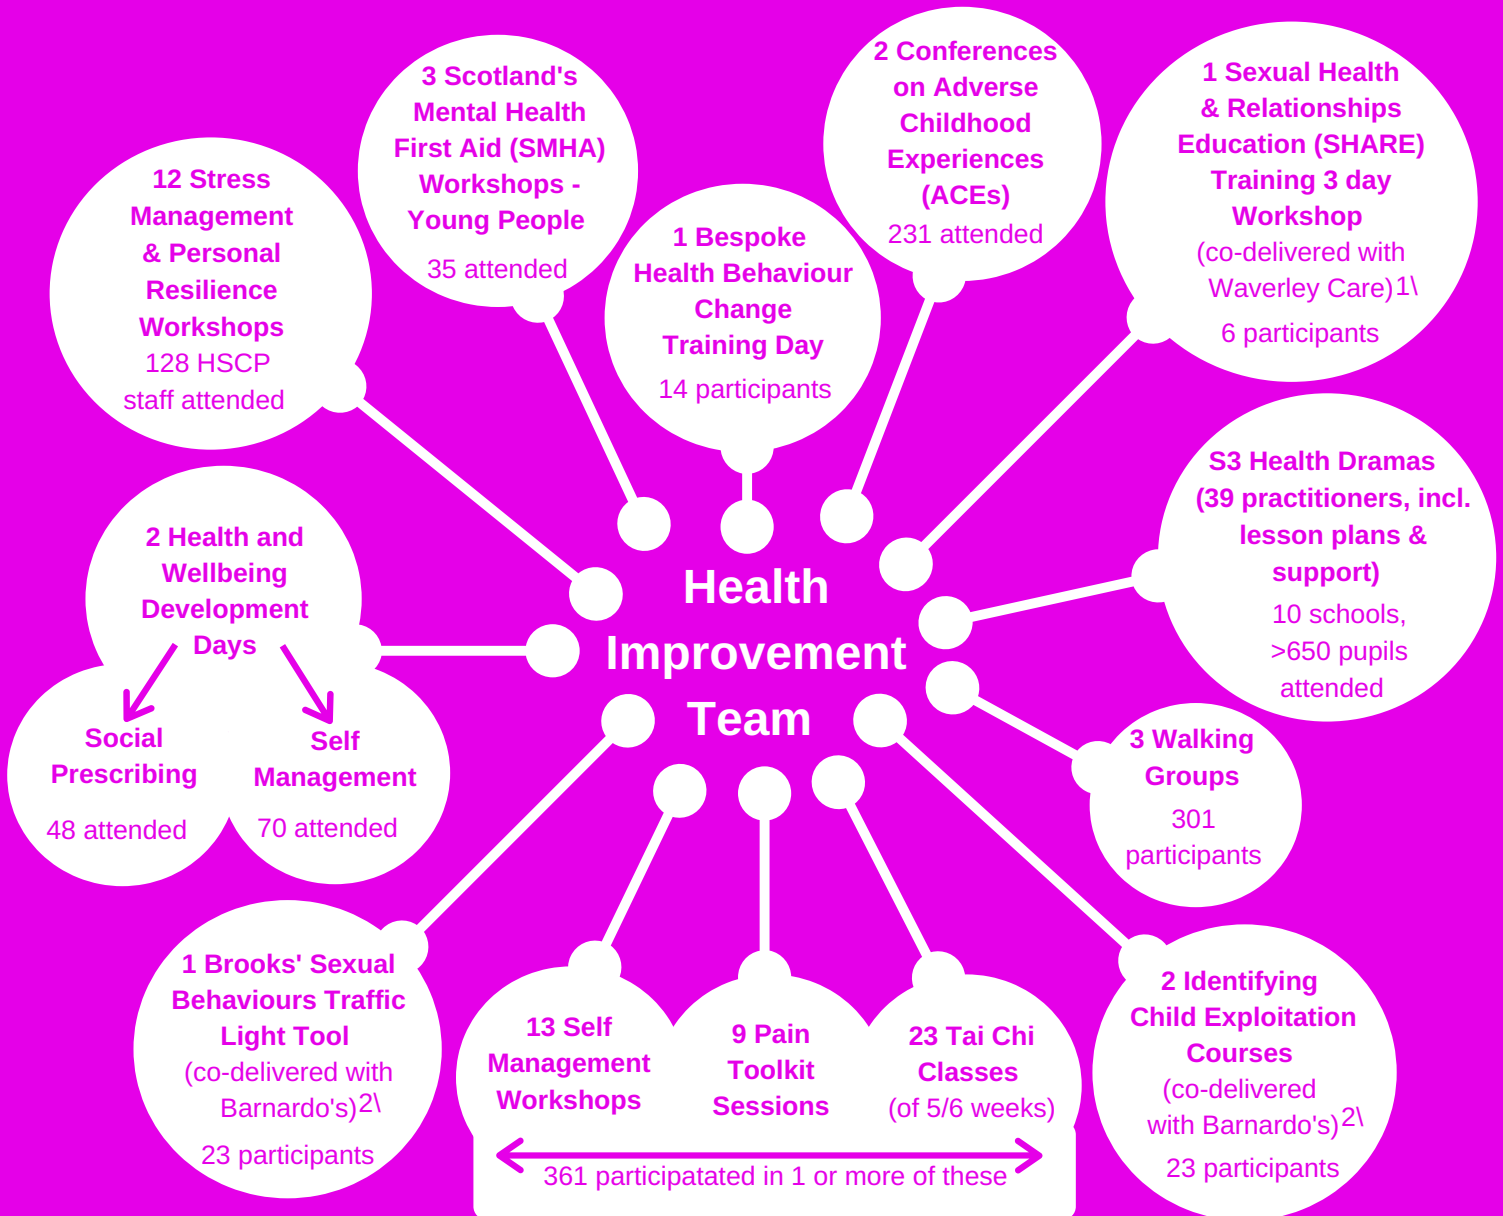 3 Scotland's
Mental Health
First Aid (SMHA)
Workshops -
Young People
35 attended
2 Conferences
on Adverse
Childhood
Experiences
(ACEs)
231 attended
1 Sexual Health
& Relationships
Education (SHARE)
Training 3 day
Workshop
(co-delivered with
Waverley Care)1\
6 participants
12 Stress
Management
& Personal
Resilience
Workshops
128 HSCP
staff attended
1 Bespoke
Health Behaviour
Change
Training Day
14 participants
S3 Health Dramas
(39 practitioners, incl.
lesson plans &
support)
10 schools,
>650 pupils
attended
2 Health and
Wellbeing
Development
Days
Social
Prescribing
48 attended
Self
Management
70 attended
Health
Improvement
Team
3 Walking
Groups
301
participants
1 Brooks' Sexual
Behaviours Traffic
Light Tool
(co-delivered with
Barnardo's)2\
23 participants
13 Self
Management
Workshops
9 Pain
Toolkit
Sessions
23 Tai Chi
Classes
(of 5/6 weeks)
361 participatated in 1 or more of these
2 Identifying
Child Exploitation
Courses
(co-delivered
with Barnardo's)2\
23 participants